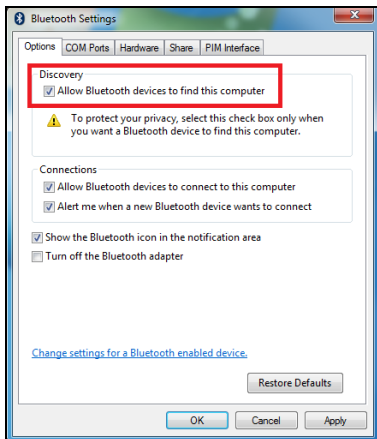 Bluetooth Settings
Options COM Ports Hardware Share PIM Interface
Discovery
Allow Bluetooth devices to find this computer
To protect your privacy, select this check box only when
you want a Bluetooth device to find this computer.
Connections
Allow Bluetooth devices to connect to this computer
Alert me when a new Bluetooth device wants to connect
Show the Bluetooth icon in the notification area
Turn off the Bluetooth adapter
Change settings for a Bluetooth enabled device.
Restore Defaults
OK Cancel Apply